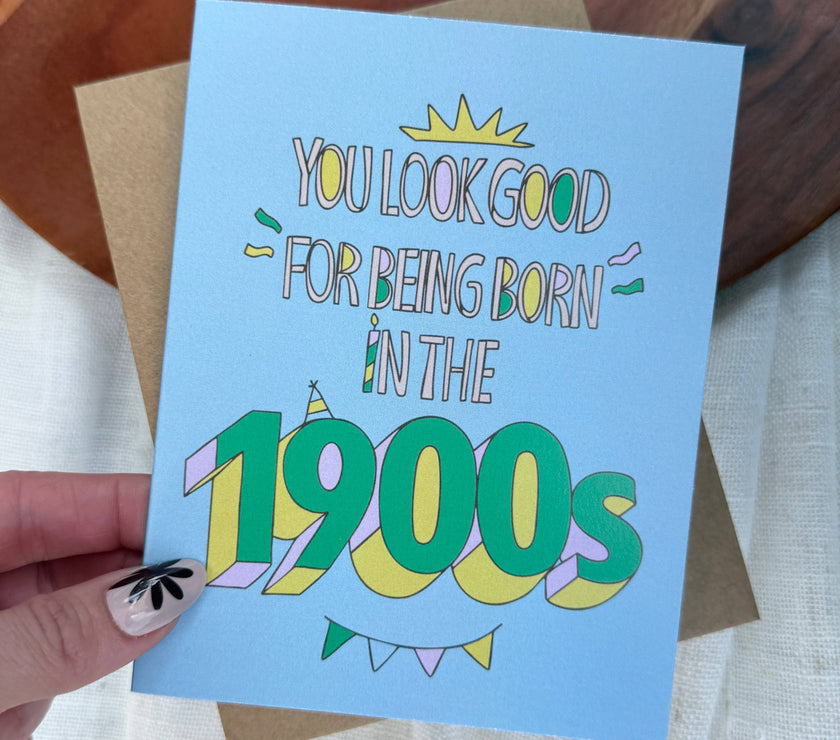 YOU LOOK GOOD
FOR BEING BORN
IN THE
1900s